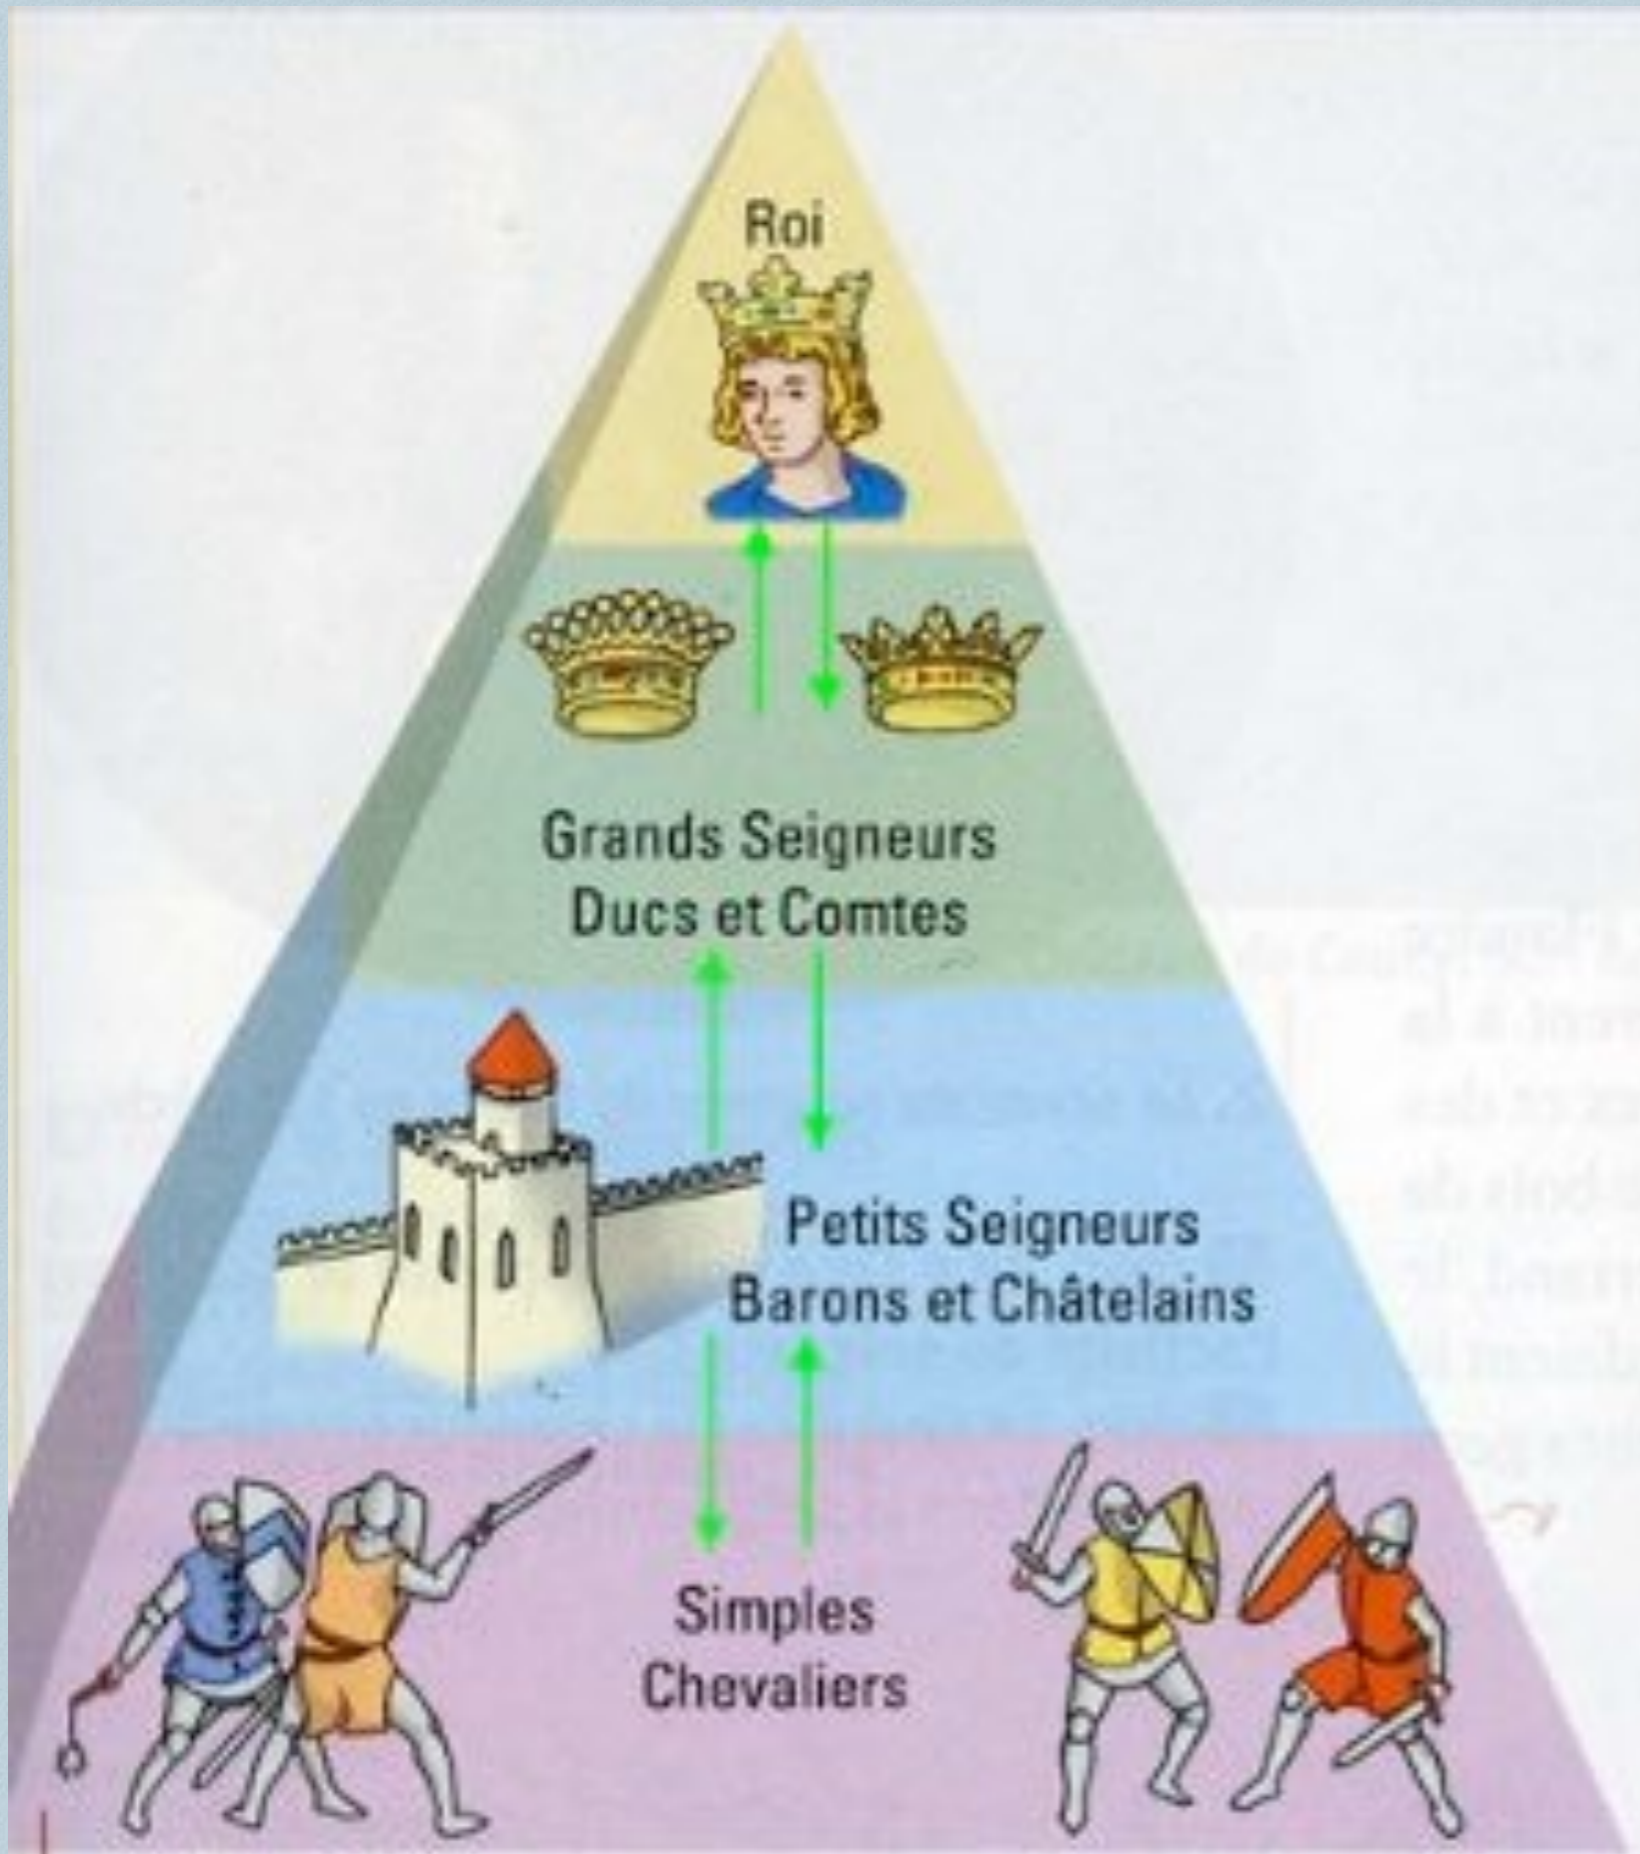 Roi
Grands Seigneurs
Ducs et Comtes
Petits Seigneurs
Barons et Châtelains
Simples
Chevaliers